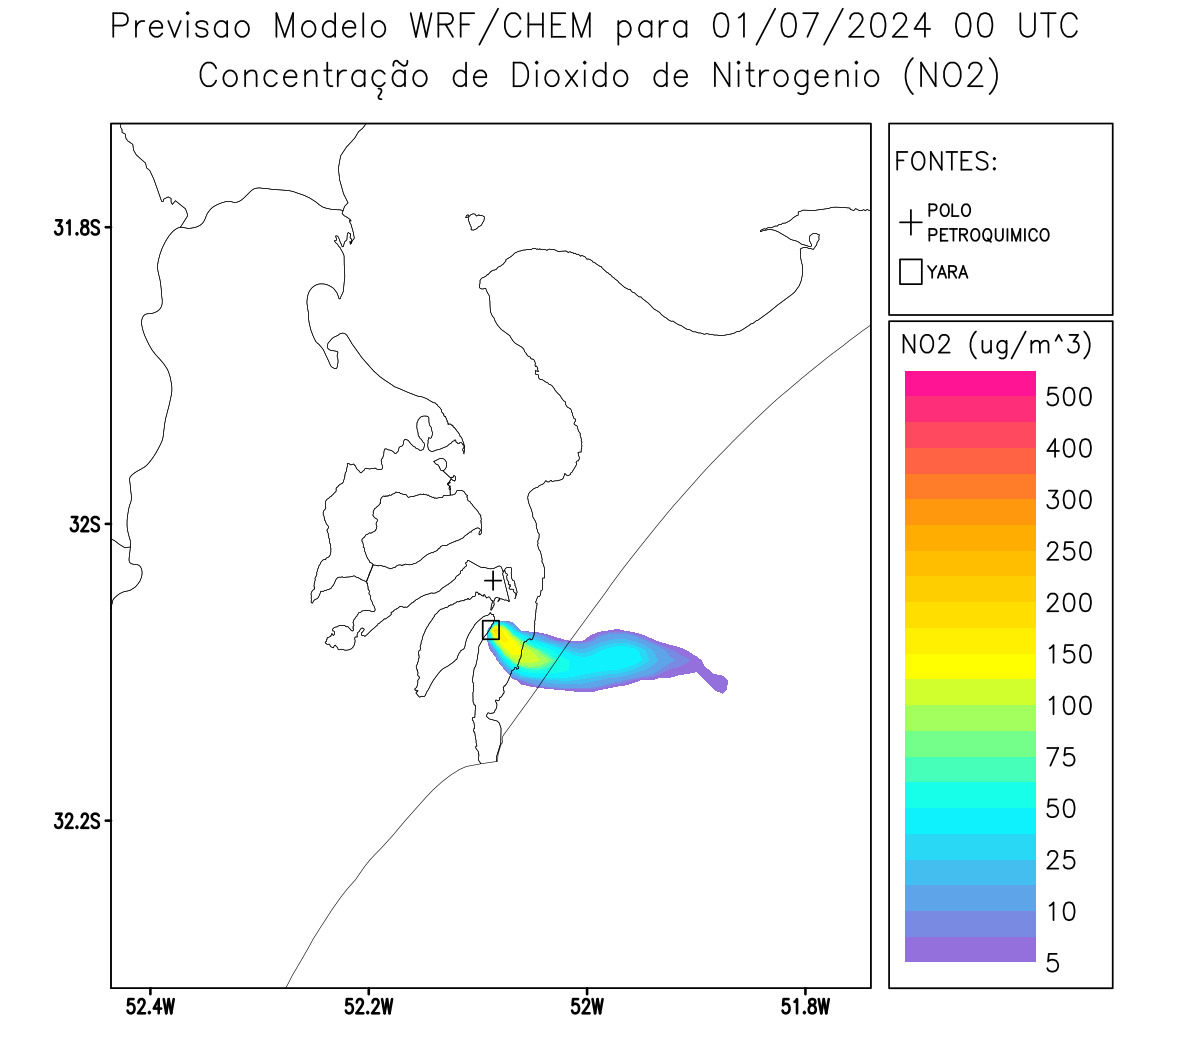 Previsao Modelo WRF/CHEM para 01/07/2024 00 UTC
Concentração de Dioxido de Nitrogenio (NO2)
FONTES:
POLO
PETROQUIMICO
YARA
NO2 (ug/m^3)
500
400
300
250
200
150
100
75
50
25
10
5
31.8S
32S
32.2S
52.4W
52.2W
52W
51.8W